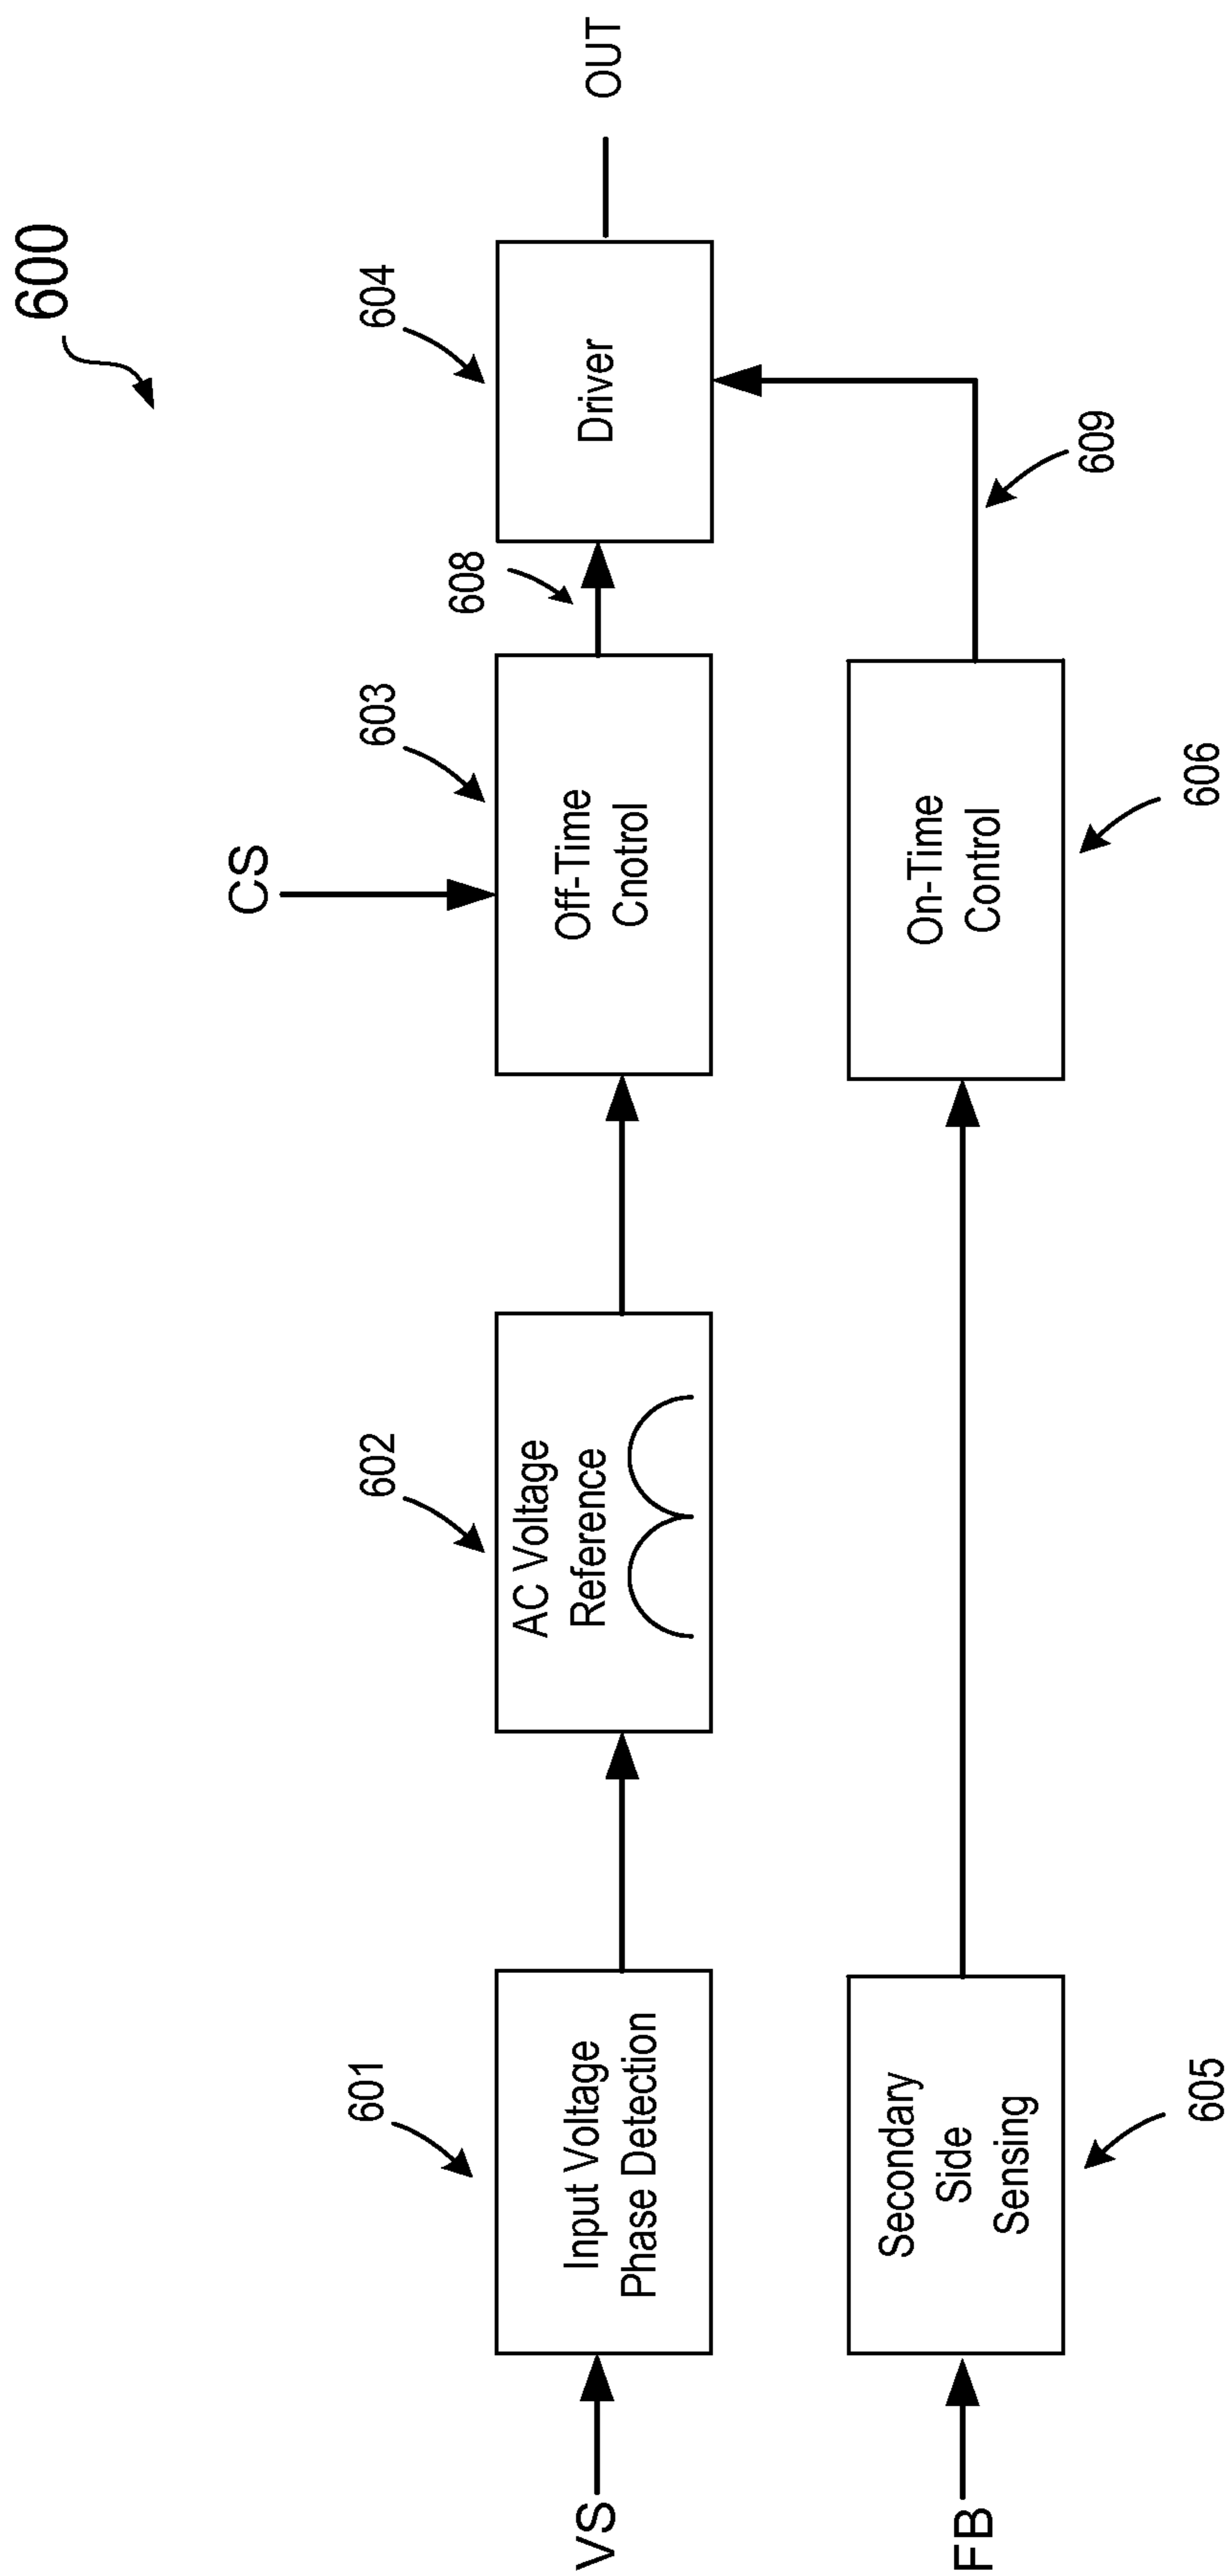 600
CS
601
602
603
604
VS
Input Voltage
Phase Detection
AC Voltage
Reference
Off-Time
Cnotrol
608
Driver
OUT
FB
Secondary
Side
Sensing
On-Time
Control
609
605
606